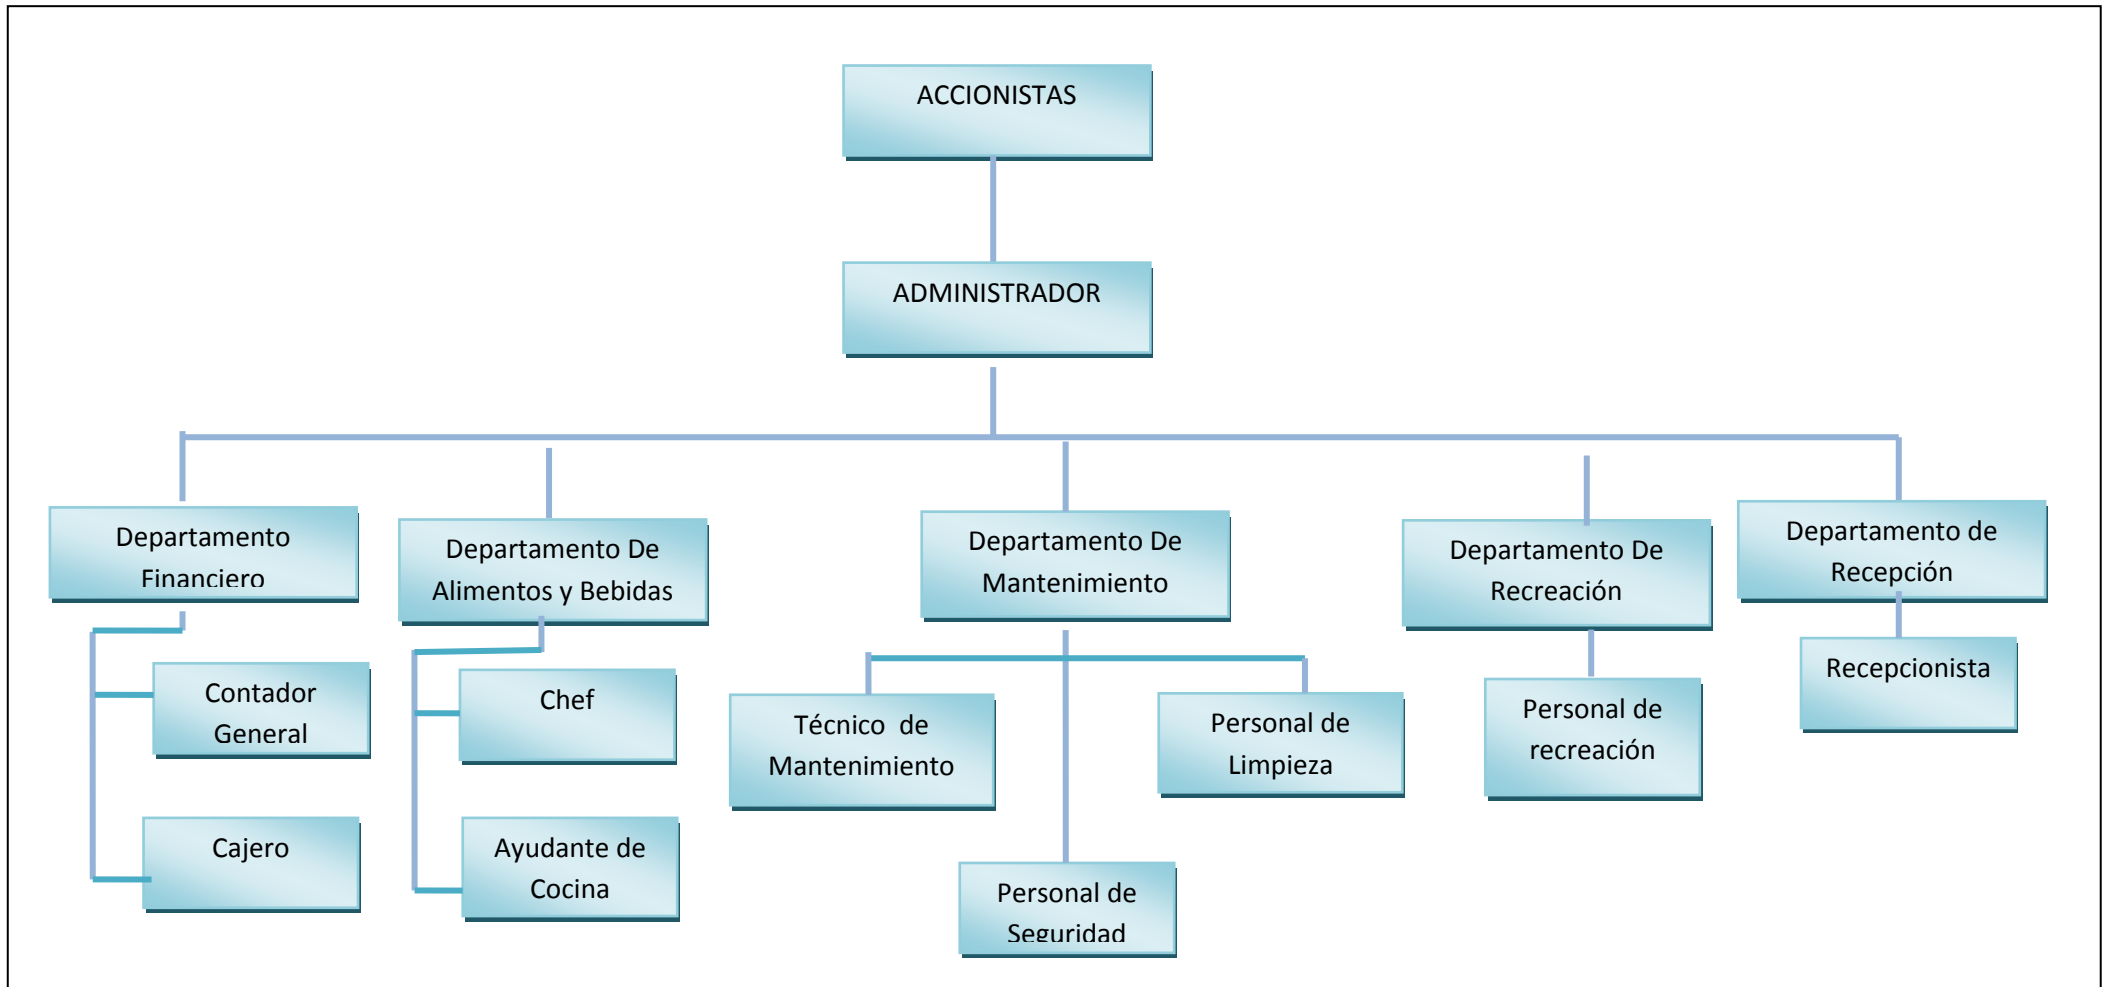 ACCIONISTAS
ADMINISTRADOR
Departamento
Financiero
Departamento De
Alimentos y Bebidas
Departamento De
Mantenimiento
Departamento De
Recreación
Departamento de
Recepción
Contador
General
Cajero
Chef
Ayudante de
Cocina
Técnico  de
Mantenimiento
Personal de
Seguridad
Personal de
Limpieza
Personal de
recreación
Recepcionista